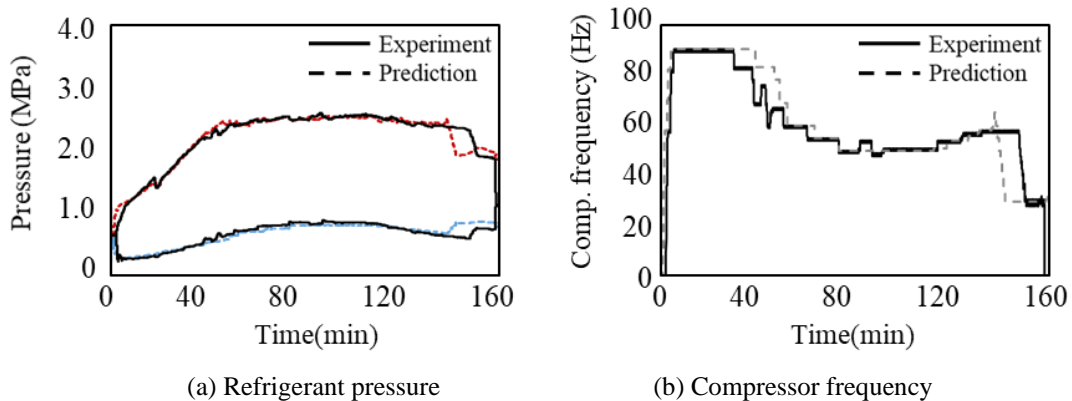 4.0
3.0
2.0
1.0
0
Pressure (MPa)
Experiment
Prediction
0 40 80 120 160
Time(min)
(a) Refrigerant pressure
100
80
60
40
20
0
Comp. frequency (Hz)
Experiment
Prediction
0 40 80 120 160
Time(min)
(b) Compressor frequency